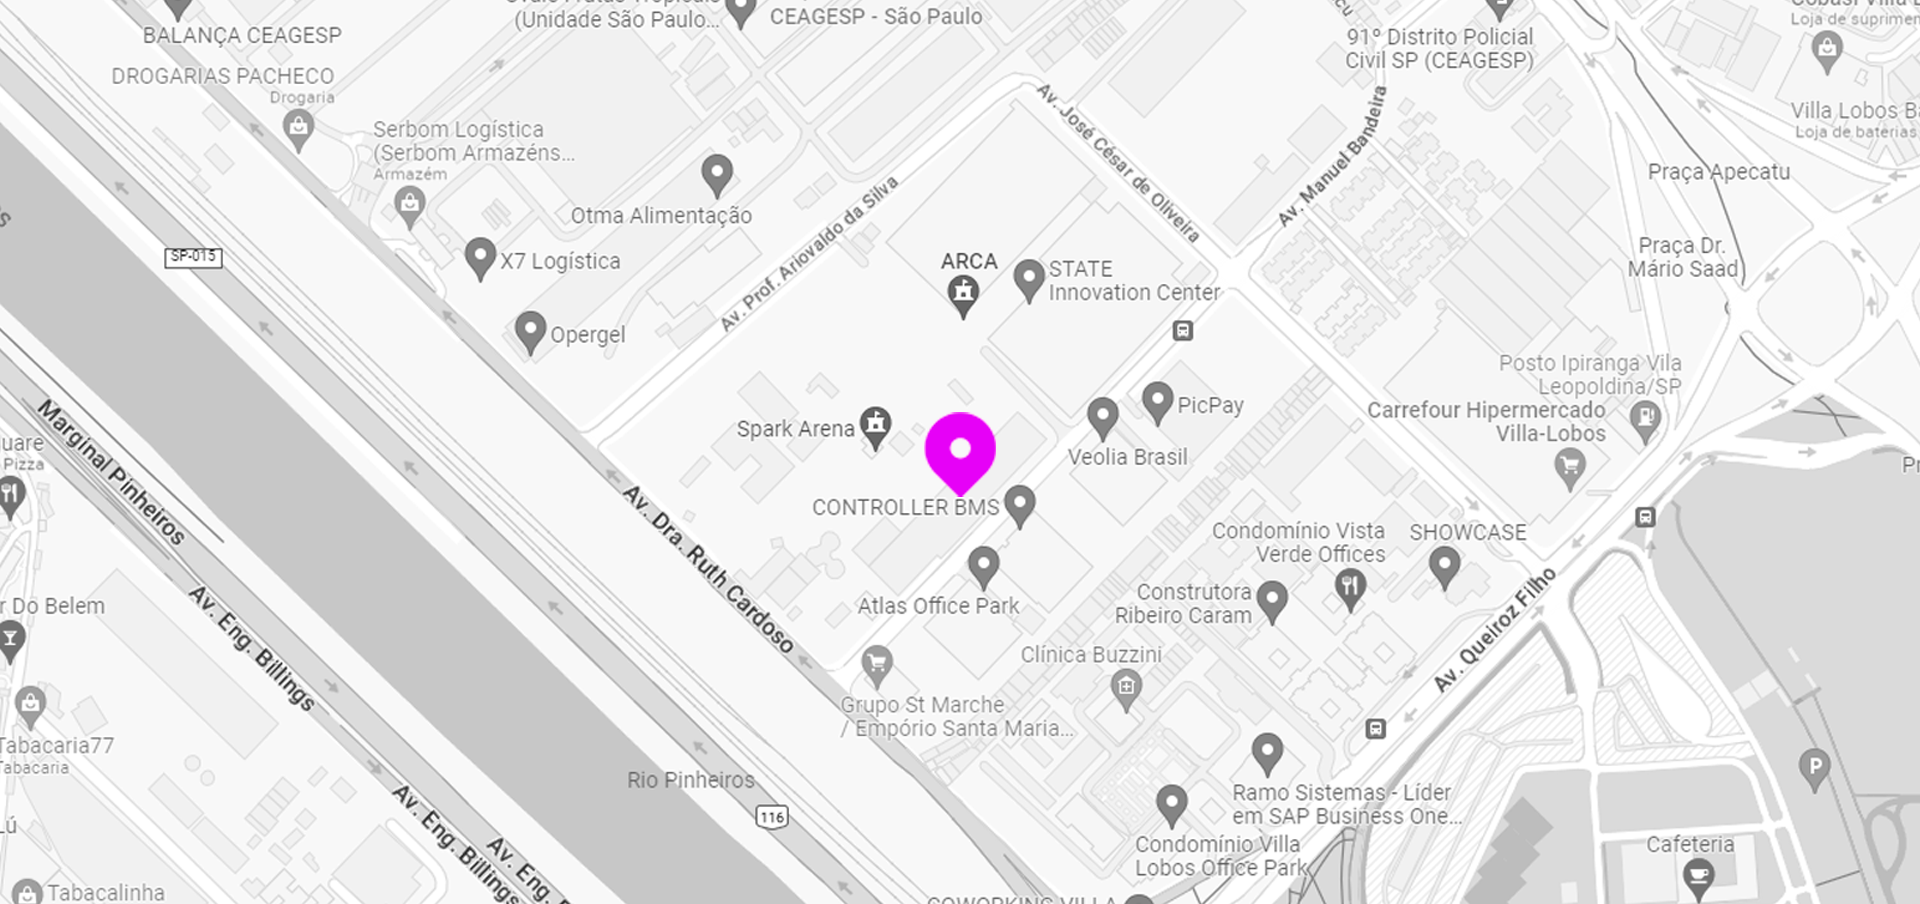 (Unidade São Paulo...
CEAGESP - São Paulo
BALANÇA CEAGESP
DROGARIAS PACHECO
Drogaria
Serbom Logística
(Serbom Armazéns...
Armazém
Otma Alimentação
X7 Logística
SP-015
Opergel
Av. Prof. Ariovaldo da Silva
Av. José César de Oliveira
Av. Manuel Bandeira
91º Distrito Policial
Civil SP (CEAGESP)
Loja de suprimen
Villa Lobos Ba
Loja de baterias
Praça Apecatu
Praça Dr.
Mário Saad
ARCA
STATE
Innovation Center
Posto Ipiranga Vila
Leopoldina/SP
Carrefour Hipermercado
Villa-Lobos
PicPay
Veolia Brasil
Spark Arena
CONTROLLER BMS
Atlas Office Park
Condomínio Vista
Verde Offices
SHOWCASE
Construtora
Ribeiro Caram
Clínica Buzzini
Grupo St Marche
/ Empório Santa Maria...
Av. Dra. Ruth Cardoso
Av. Queiroz Filho
Marginal Pinheiros
uare
Pizza
r Do Belem
Av. Eng. Billings
Tabacaria77
Tabacaria
Lú
Rio Pinheiros
116
Av. Eng. Billings
Av. Eng.
Tabacalinha
Ramo Sistemas - Líder
em SAP Business One...
Condomínio Villa
Lobos Office Park
COWORKING VILLA
P
Cafeteria